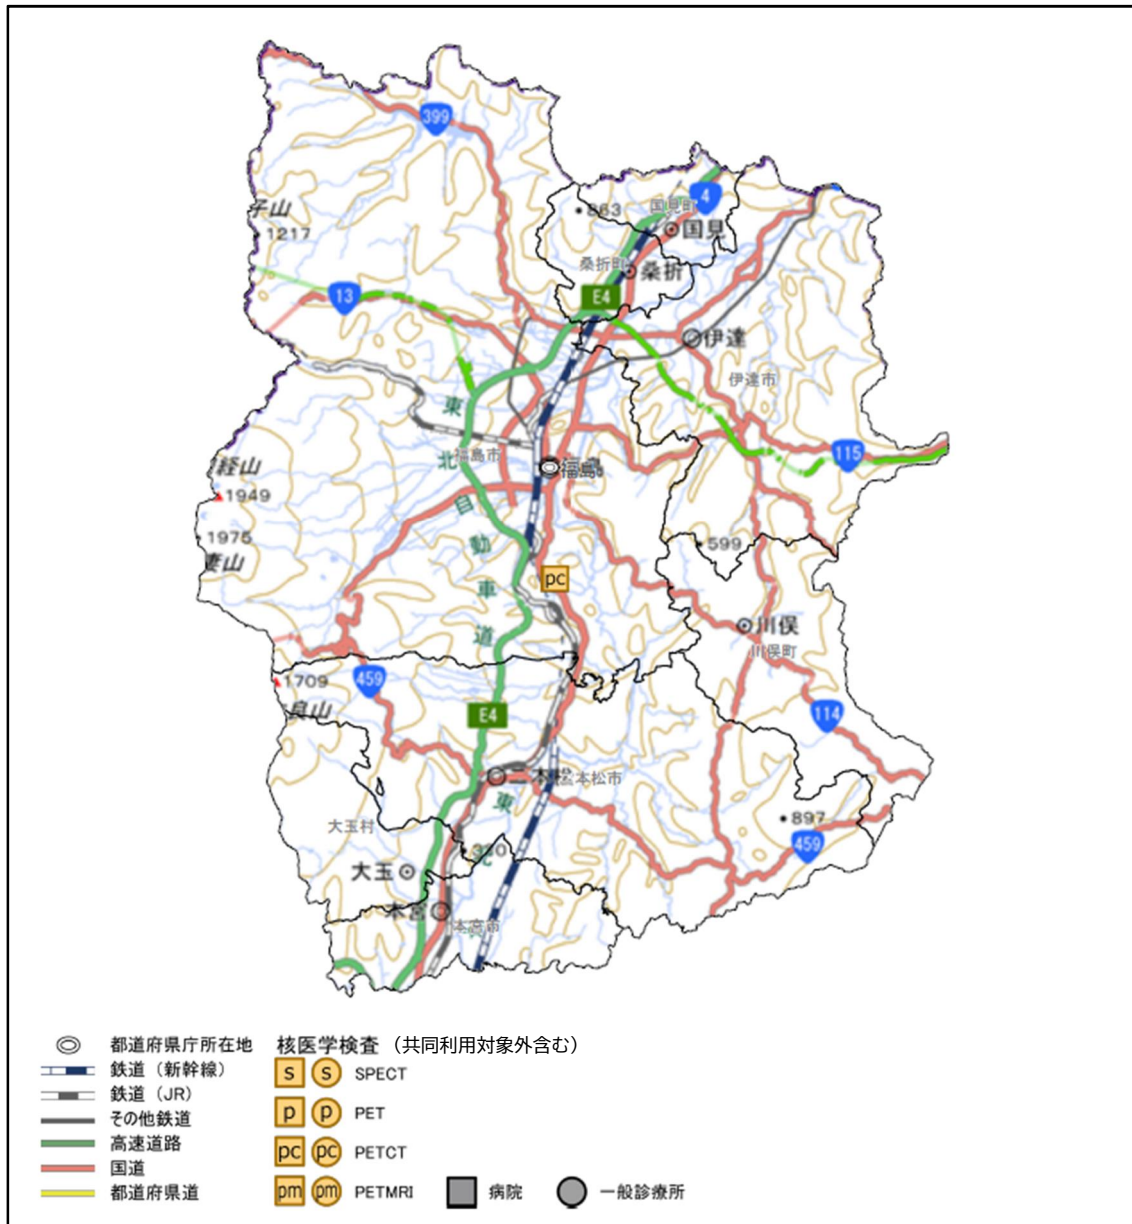 399
4
863
国見町
国見
子山
1217
桑折町
桑折
13
E4
伊達
伊達市
東
福島市
北
115
経山
1949
福島
自
1975
妻山
動
599
pc
車
道
川俣
川俣町
1709
459
良山
E4
114
二本松
二本松市
東
897
大玉村
459
330
北
大玉
本宮
本宮市
都道府県庁所在地
鉄道（新幹線）
鉄道（JR）
その他鉄道
高速道路
国道
都道府県道
核医学検査（共同利用対象外含む）
s s SPECT
p p PET
pc pc PETCT
pm pm PETMRI
病院
一般診療所